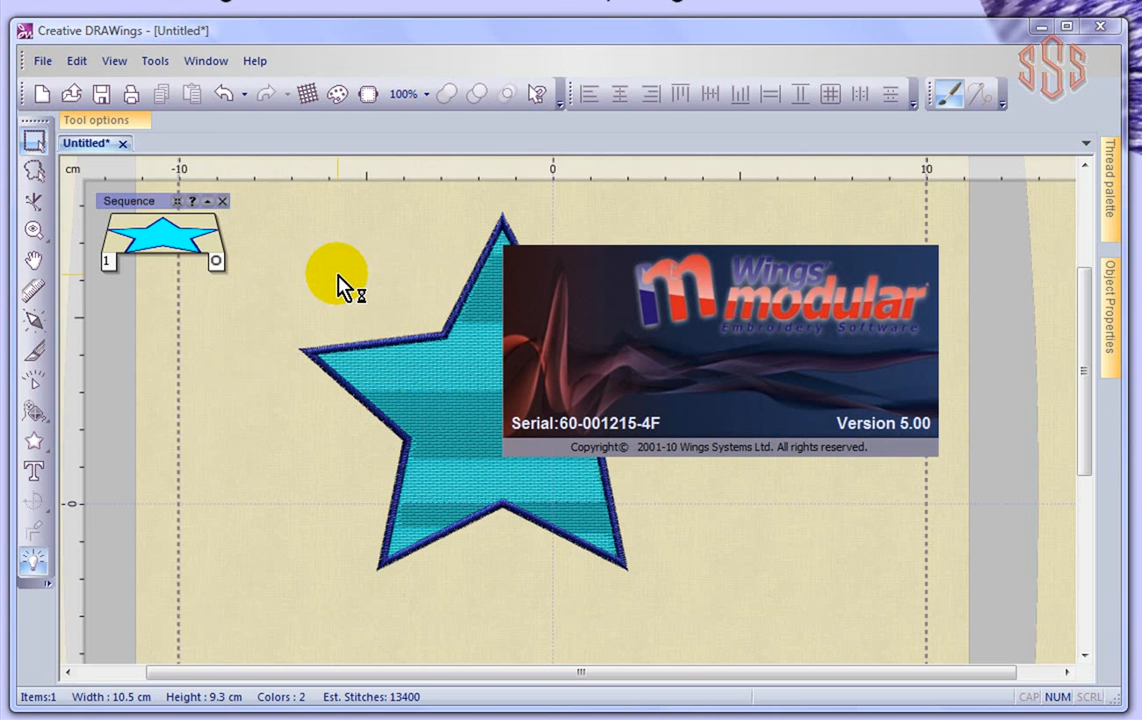 Creative DRAWings - [Untitled*]
SSS
File Edit View Tools Window Help
100%
Tool options
Untitled*
cm -10 0 10
Sequence
1
Thread palette
Object Properties
Wings
modular
Embroidery Software
Serial:60-001215-4F Version 5.00
Copyright© 2001-10 Wings Systems Ltd. All rights reserved.
0
Items:1 Width : 10.5 cm Height : 9.3 cm Colors : 2 Est. Stitches: 13400 CAP NUM SCRL